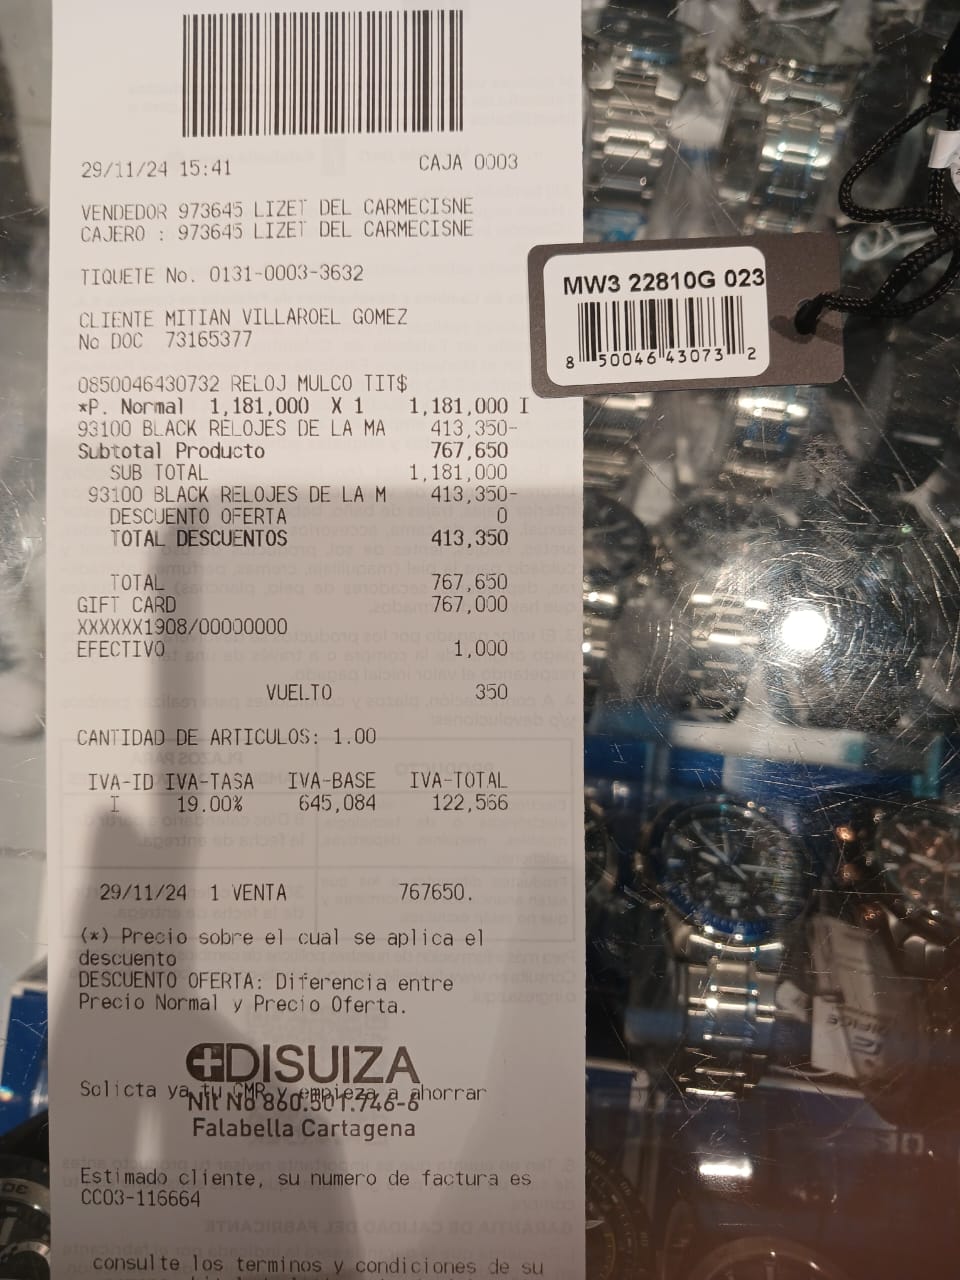 29/11/24 15:41 CAJA 0003
VENDEDOR 973645 LIZET DEL CARMECISNE
CAJERO : 973645 LIZET DEL CARMECISNE
TIQUETE No. 0131-0003-3632
CLIENTE MITIAN VILLAROEL GOMEZ
No DOC 73165377
0850046430732 RELOJ MULCO TIT$
*P. Normal 1,181,000 X 1 1,181,000 I
93100 BLACK RELOJES DE LA MA 413,350-
Subtotal Producto 767,650
SUB TOTAL 1,181,000
93100 BLACK RELOJES DE LA M 413,350-
DESCUENTO OFERTA 0
TOTAL DESCUENTOS 413,350
TOTAL 767,650
GIFT CARD 767,000
XXXXXX1908/00000000
EFECTIVO 1,000
VUELTO 350
CANTIDAD DE ARTICULOS: 1.00
IVA-ID IVA-TASA IVA-BASE IVA-TOTAL
I 19.00% 645,084 122,566
29/11/24 1 VENTA 767650.
(*) Precio sobre el cual se aplica el
descuento
DESCUENTO OFERTA: Diferencia entre
Precio Normal y Precio Oferta.
DISUIZA
Solicta ya tu CMR y empieza a ahorrar
Nit No 860.501.746-6
Falabella Cartagena
Estimado cliente, su numero de factura es
CC03-116664
consulte los terminos y condiciones de su
MW3 22810G 023
8 50046 43073 2